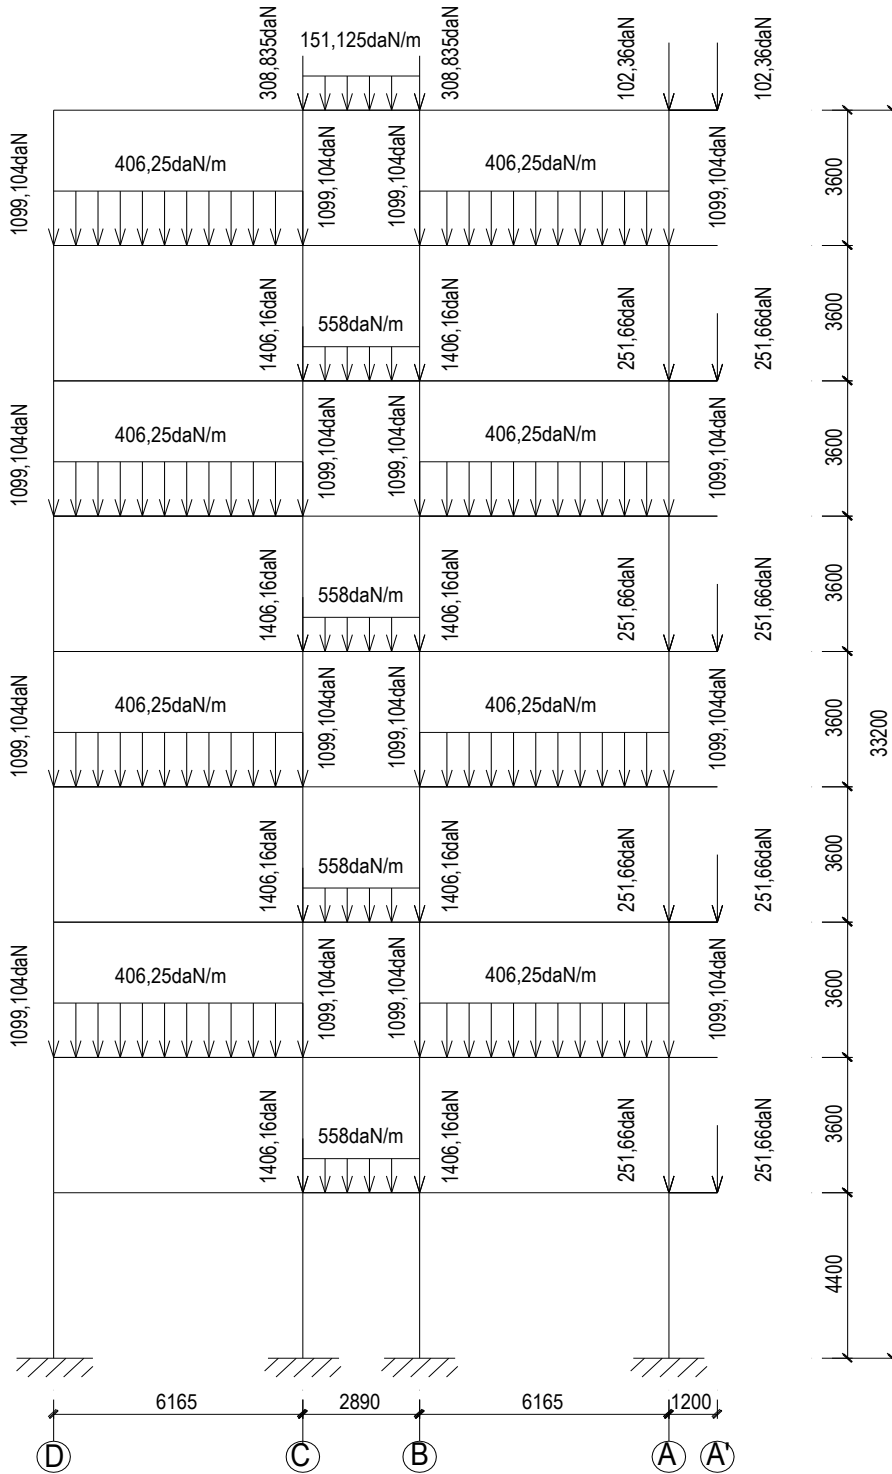 308,835daN
151,125daN/m
308,835daN
102,36daN
102,36daN
1099,104daN
406,25daN/m
1099,104daN
1099,104daN
406,25daN/m
1099,104daN
3600
1406,16daN
558daN/m
1406,16daN
251,66daN
251,66daN
3600
1099,104daN
406,25daN/m
1099,104daN
1099,104daN
406,25daN/m
1099,104daN
3600
1406,16daN
558daN/m
1406,16daN
251,66daN
251,66daN
3600
1099,104daN
406,25daN/m
1099,104daN
1099,104daN
406,25daN/m
1099,104daN
3600
33200
1406,16daN
558daN/m
1406,16daN
251,66daN
251,66daN
3600
1099,104daN
406,25daN/m
1099,104daN
1099,104daN
406,25daN/m
1099,104daN
3600
1406,16daN
558daN/m
1406,16daN
251,66daN
251,66daN
3600
4400
6165
2890
6165
1200
D
C
B
A
A'